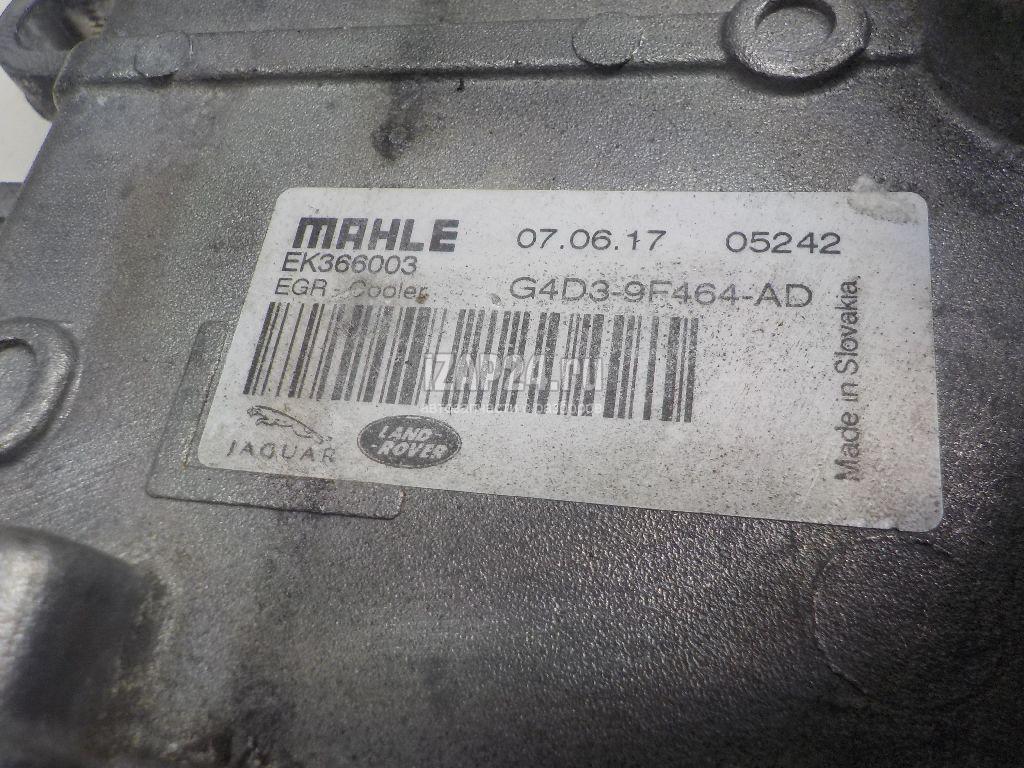 MAHLE 07.06.17 05242
EK366003
EGR - Cooler G4D3-9F464-AD
Made in Slovakia
IZAP24.ru
JAGUAR
LAND-
ROVER